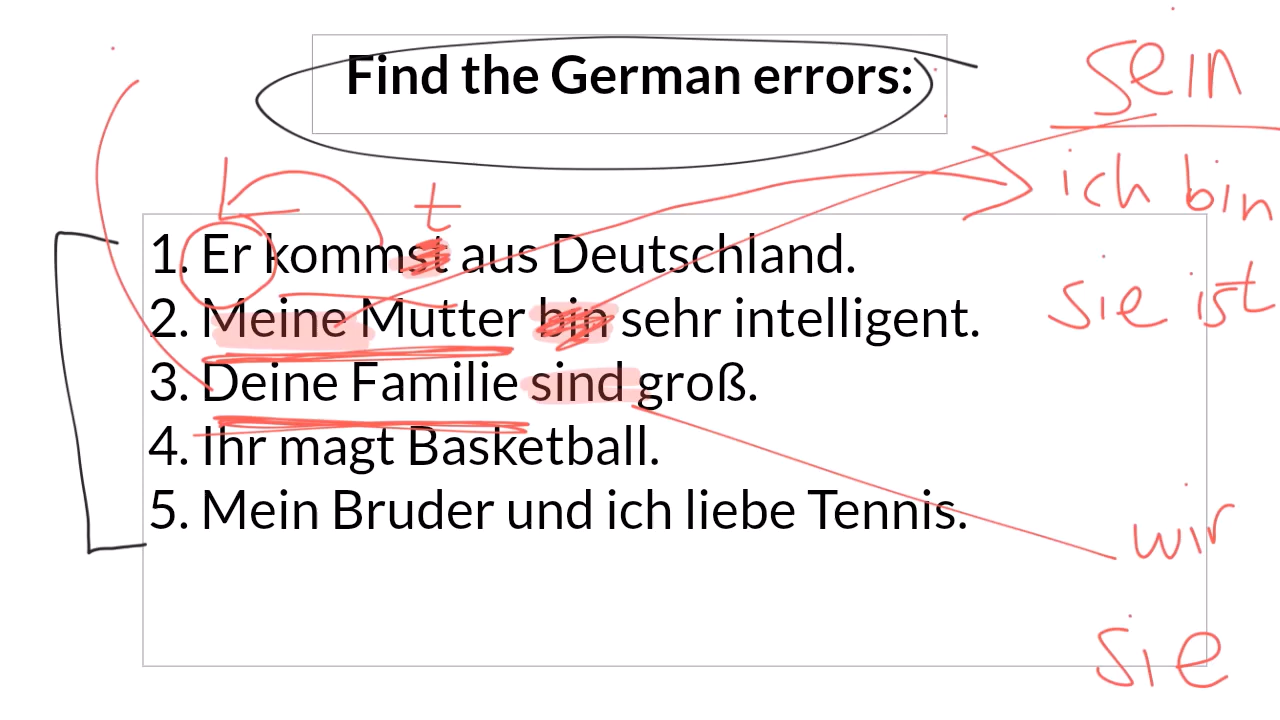 Find the German errors:
sein
ich bin
t
1. Er kommst aus Deutschland.
sie ist
2. Meine Mutter bin sehr intelligent.
3. Deine Familie sind groß.
4. Ihr magt Basketball.
5. Mein Bruder und ich liebe Tennis.
wir
sie